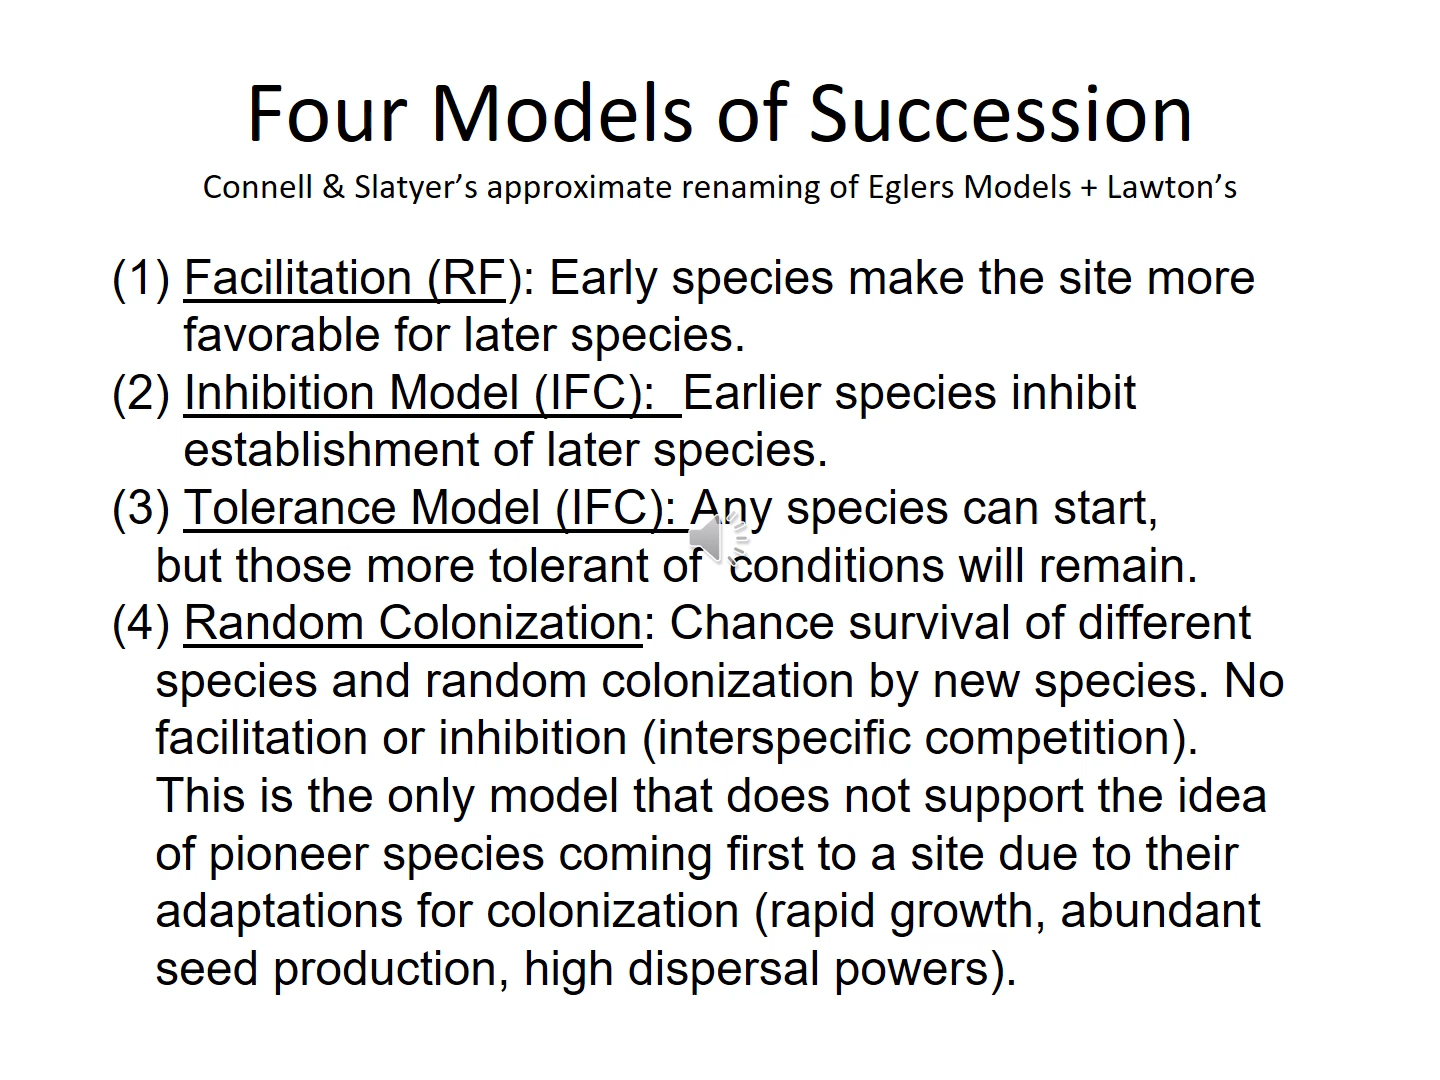 Four Models of Succession
Connell & Slatyer’s approximate renaming of Eglers Models + Lawton’s
(1) Facilitation (RF): Early species make the site more
favorable for later species.
(2) Inhibition Model (IFC): Earlier species inhibit
establishment of later species.
(3) Tolerance Model (IFC): Any species can start,
but those more tolerant of conditions will remain.
(4) Random Colonization: Chance survival of different
species and random colonization by new species. No
facilitation or inhibition (interspecific competition).
This is the only model that does not support the idea
of pioneer species coming first to a site due to their
adaptations for colonization (rapid growth, abundant
seed production, high dispersal powers).